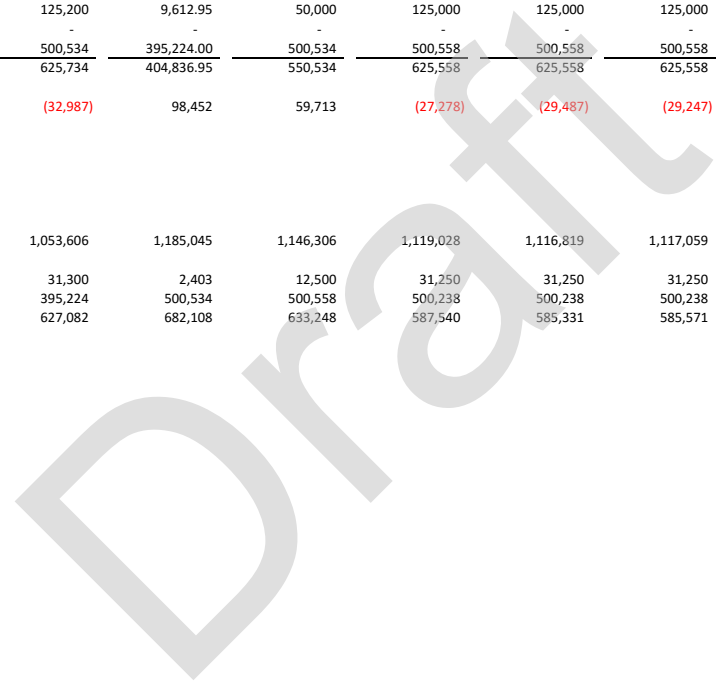 125,200 9,612.95 50,000 125,000 125,000 125,000
- - - - - -
500,534 395,224.00 500,534 500,558 500,558 500,558
625,734 404,836.95 550,534 625,558 625,558 625,558
(32,987) 98,452 59,713 (27,278) (29,487) (29,247)
1,053,606 1,185,045 1,146,306 1,119,028 1,116,819 1,117,059
31,300 2,403 12,500 31,250 31,250 31,250
395,224 500,534 500,558 500,238 500,238 500,238
627,082 682,108 633,248 587,540 585,331 585,571
Draft